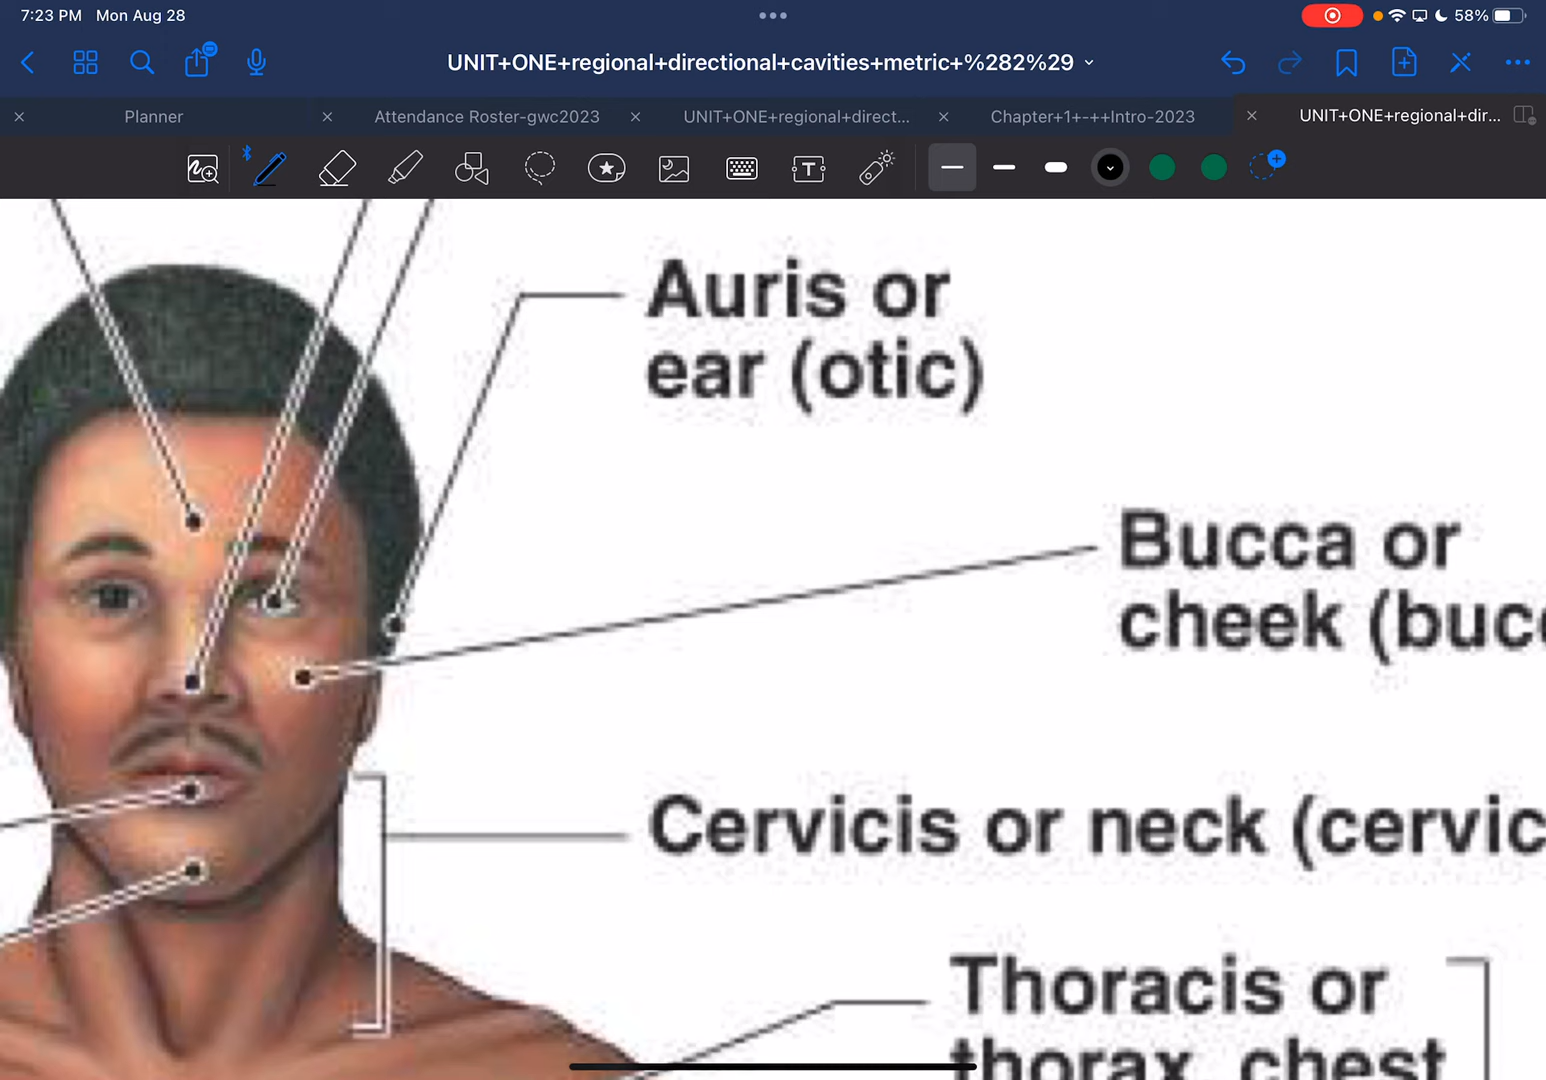 7:23 PM Mon Aug 28
58%
UNIT+ONE+regional+directional+cavities+metric+%282%29
Planner
Attendance Roster-gwc2023
UNIT+ONE+regional+direct...
Chapter+1+-++Intro-2023
UNIT+ONE+regional+dir...
Auris or
ear (otic)
Bucca or
cheek (bucc
Cervicis or neck (cervic
Thoracis or
thorax, chest